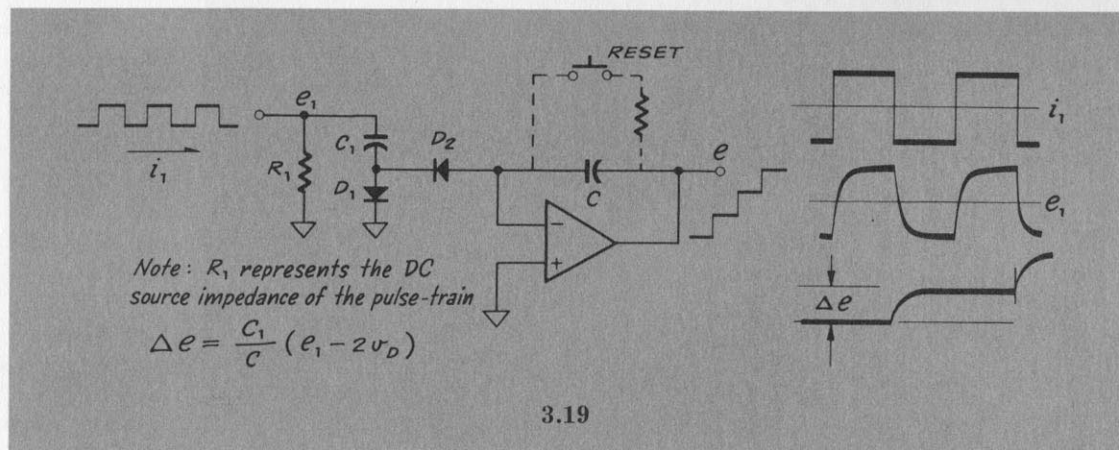 RESET
e₁
C₁
D₂
i₁
R₁
D₁
C
e
−
+
Note: R₁ represents the DC
source impedance of the pulse-train
Δe = C₁/C (e₁ − 2v_D)
i₁
e₁
Δe
3.19